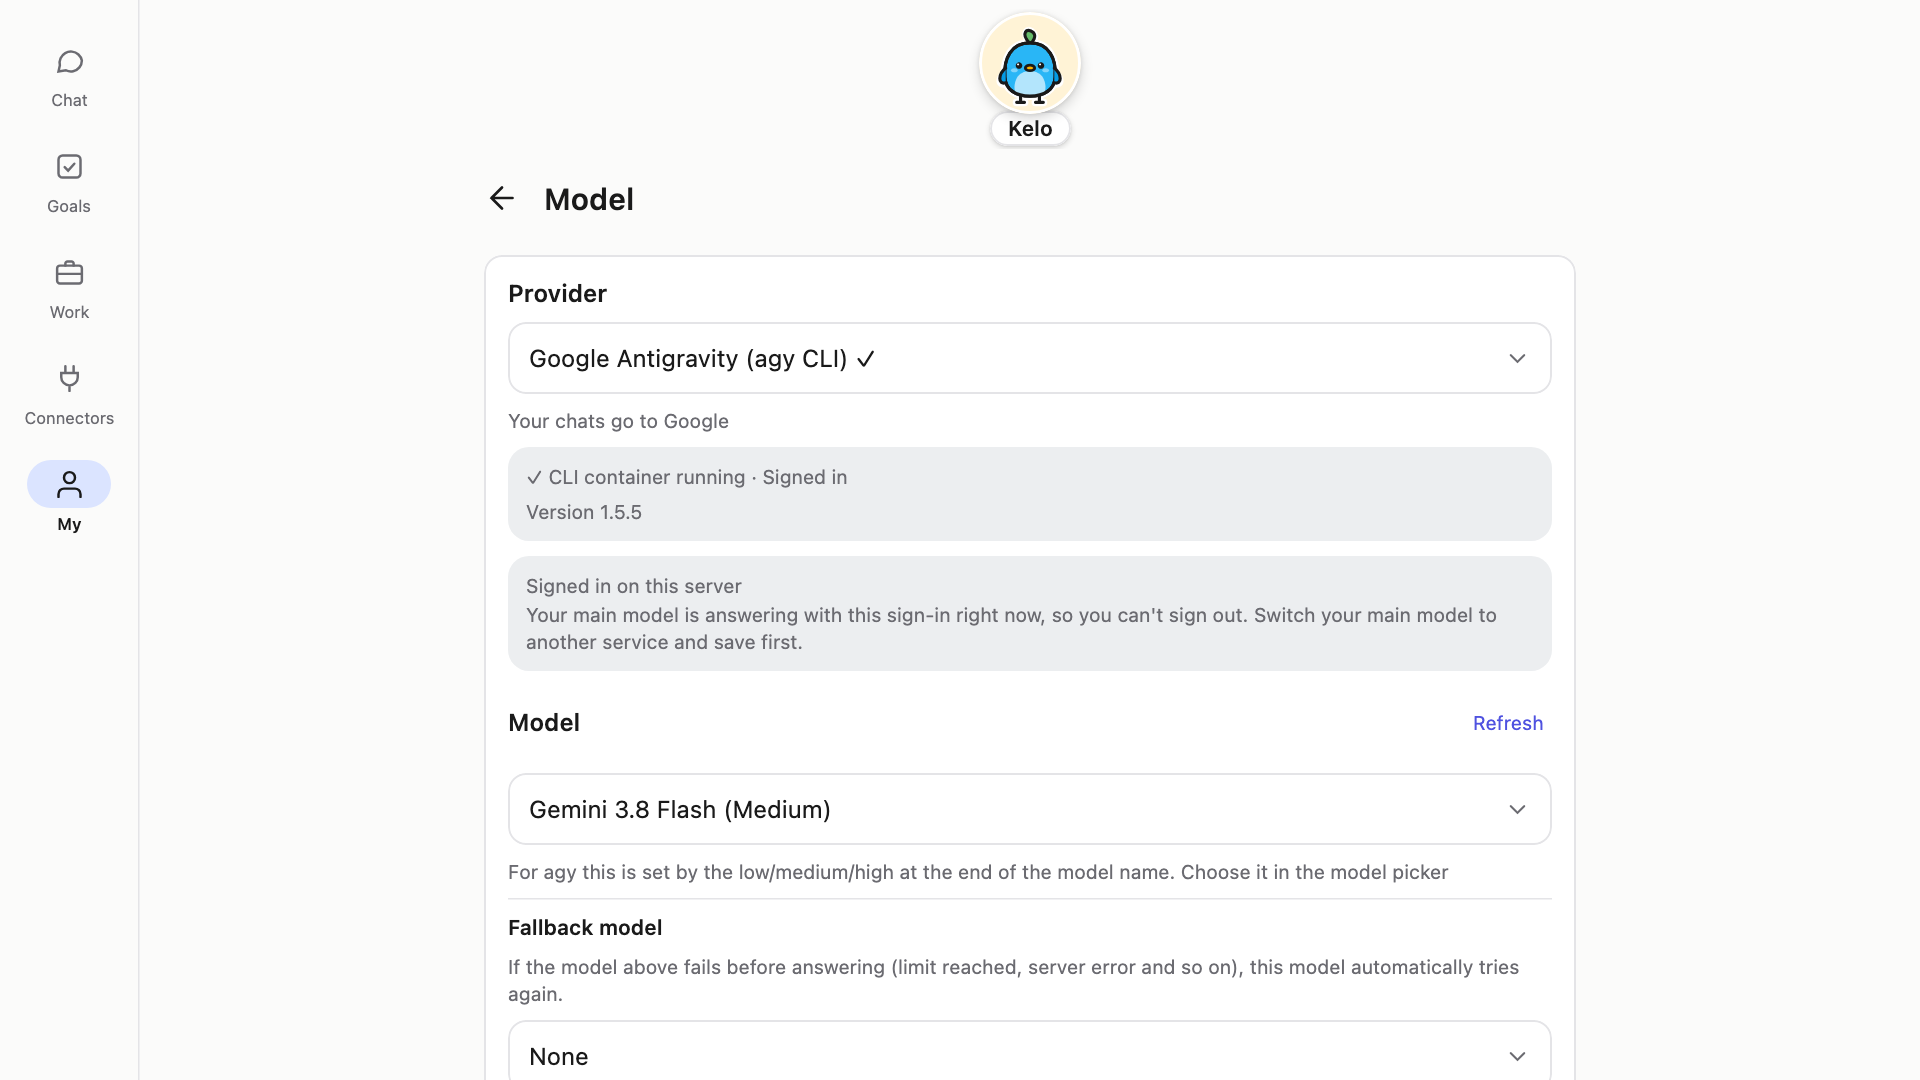 Kelo
Chat
Goals
Work
Connectors
My
Model
Provider
Google Antigravity (agy CLI) ✓
Your chats go to Google
✓ CLI container running · Signed in
Version 1.5.5
Signed in on this server
Your main model is answering with this sign-in right now, so you can't sign out. Switch your main model to
another service and save first.
Model
Refresh
Gemini 3.8 Flash (Medium)
For agy this is set by the low/medium/high at the end of the model name. Choose it in the model picker
Fallback model
If the model above fails before answering (limit reached, server error and so on), this model automatically tries
again.
None